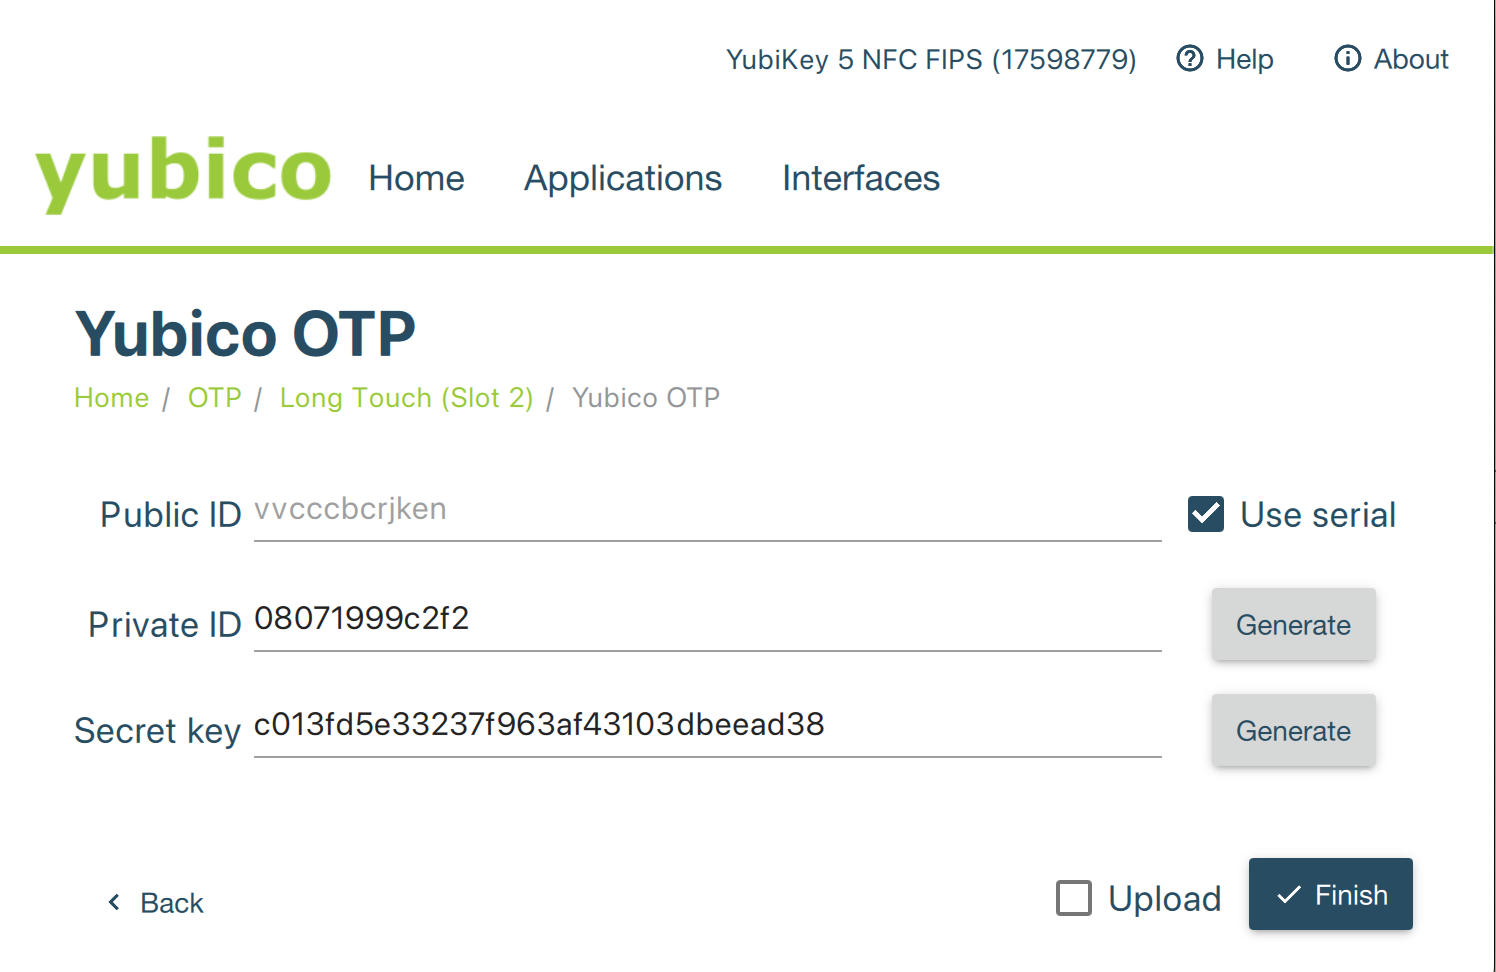 YubiKey 5 NFC FIPS (17598779) Help About
yubico Home Applications Interfaces
Yubico OTP
Home / OTP / Long Touch (Slot 2) / Yubico OTP
Public ID vvcccbcrjken Use serial
Private ID 08071999c2f2 Generate
Secret key c013fd5e33237f963af43103dbeead38 Generate
Back Upload Finish